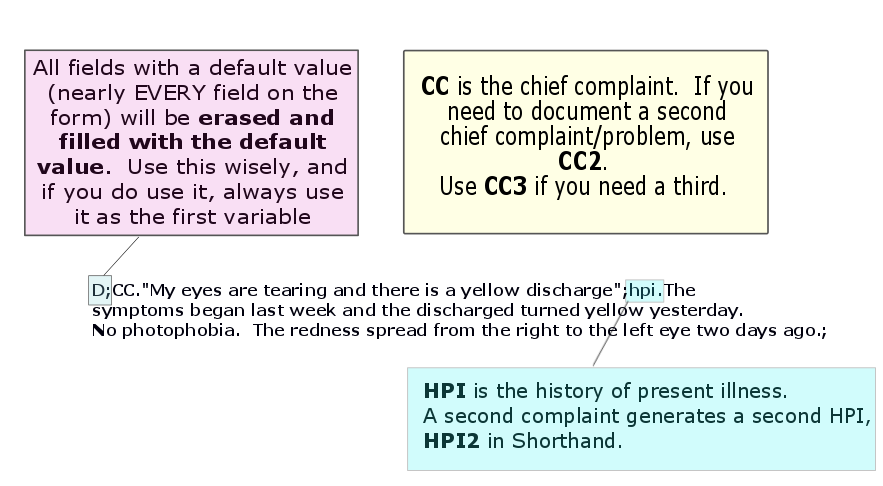 All fields with a default value
(nearly EVERY field on the
form) will be erased and
filled with the default
value.  Use this wisely, and
if you do use it, always use
it as the first variable
CC is the chief complaint.  If you
need to document a second
chief complaint/problem, use
CC2.
Use CC3 if you need a third.
D;CC."My eyes are tearing and there is a yellow discharge";hpi.The
symptoms began last week and the discharged turned yellow yesterday.
No photophobia.  The redness spread from the right to the left eye two days ago.;
HPI is the history of present illness.
A second complaint generates a second HPI,
HPI2 in Shorthand.